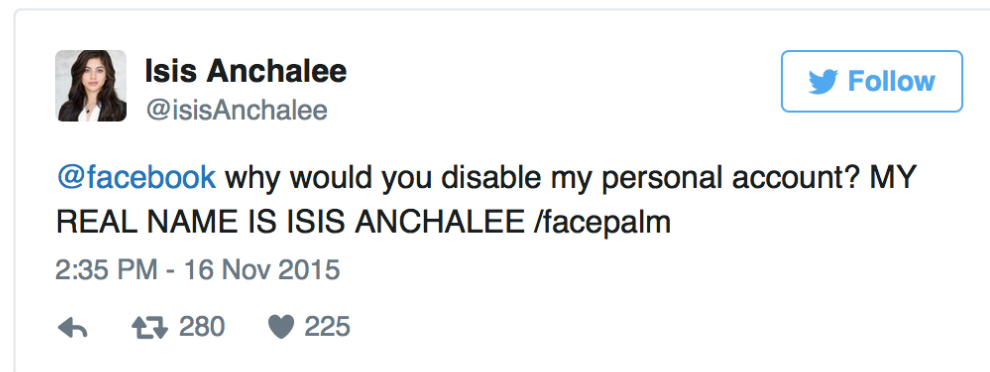 Isis Anchalee
@isisAnchalee
Follow
@facebook why would you disable my personal account? MY
REAL NAME IS ISIS ANCHALEE /facepalm
2:35 PM - 16 Nov 2015
280 225